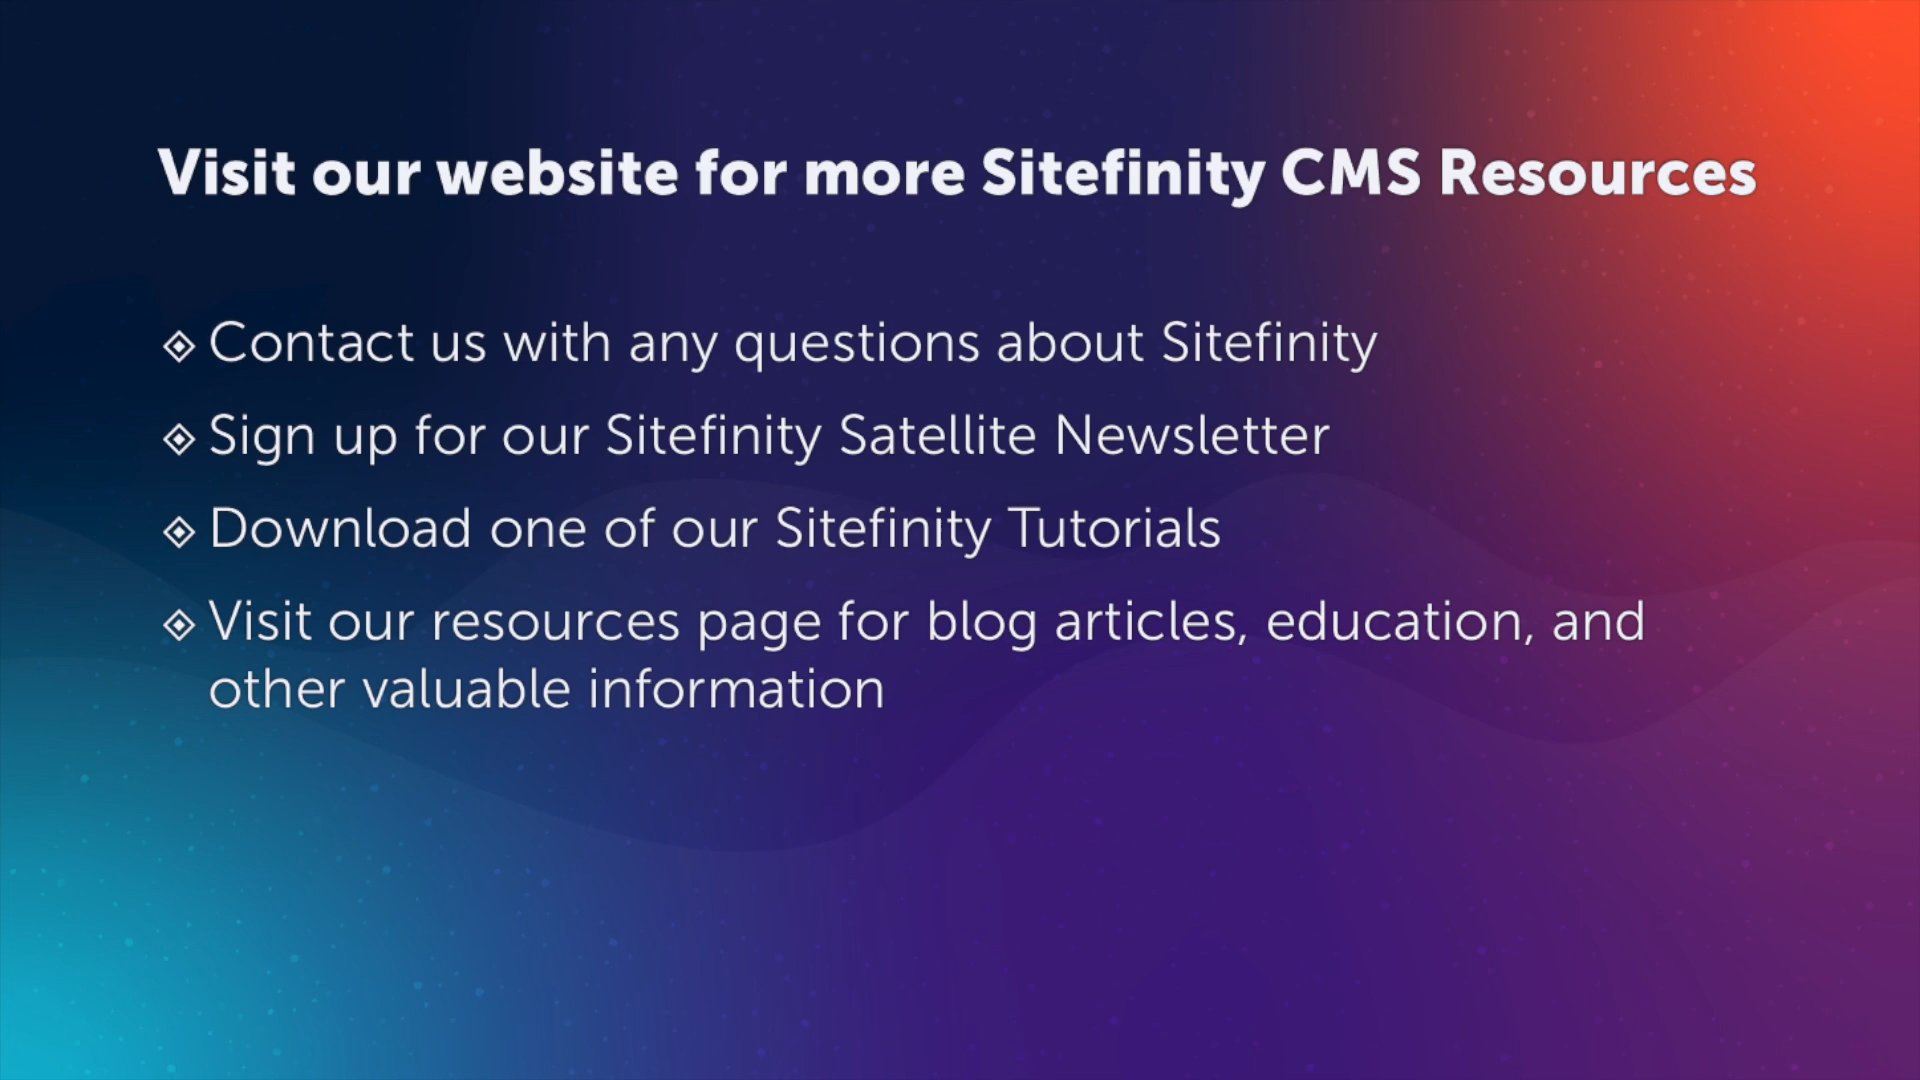 Visit our website for more Sitefinity CMS Resources
Contact us with any questions about Sitefinity
Sign up for our Sitefinity Satellite Newsletter
Download one of our Sitefinity Tutorials
Visit our resources page for blog articles, education, and
other valuable information